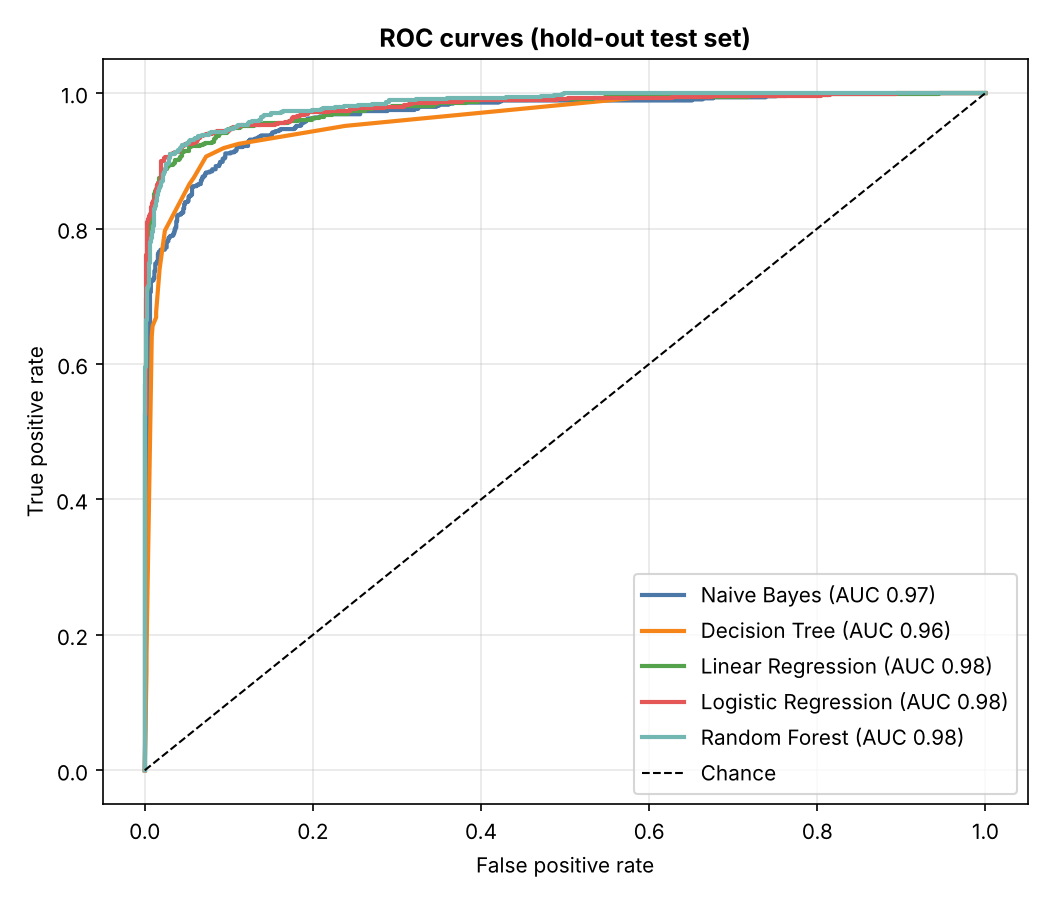 ROC curves (hold-out test set)
True positive rate
1.0
0.8
0.6
0.4
0.2
0.0
Naive Bayes (AUC 0.97)
Decision Tree (AUC 0.96)
Linear Regression (AUC 0.98)
Logistic Regression (AUC 0.98)
Random Forest (AUC 0.98)
Chance
0.0 0.2 0.4 0.6 0.8 1.0
False positive rate